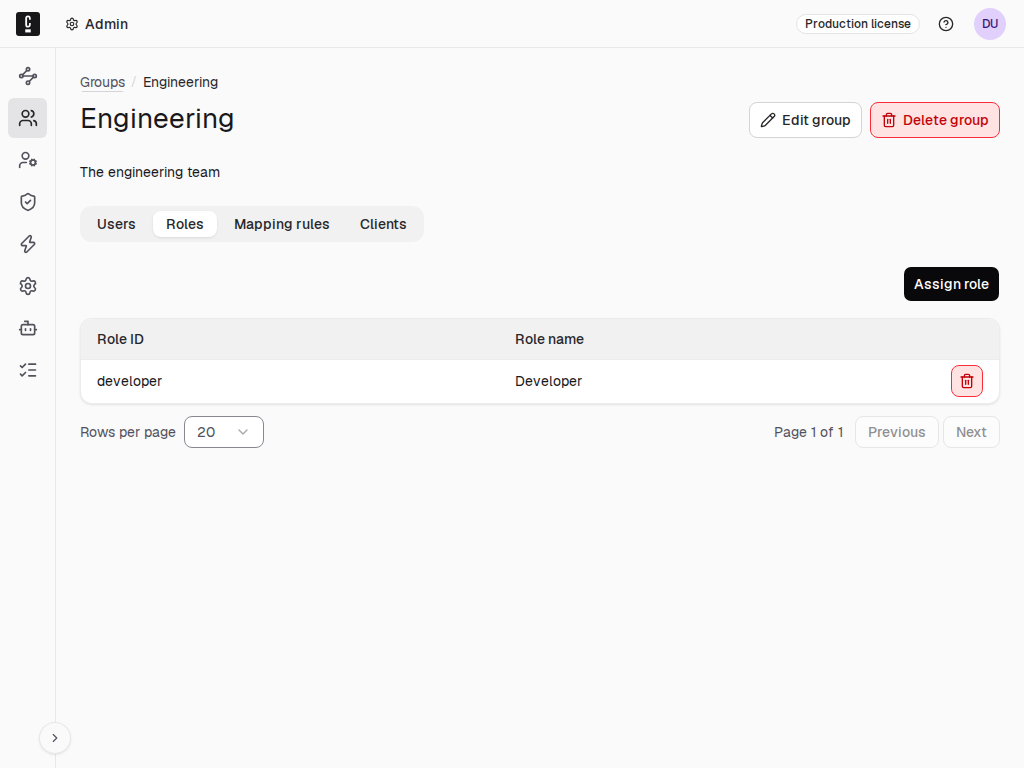 Admin
Production license
DU
Groups / Engineering
Engineering
Edit group
Delete group
The engineering team
Users
Roles
Mapping rules
Clients
Assign role
Role ID
Role name
developer
Developer
Rows per page
20
Page 1 of 1
Previous
Next